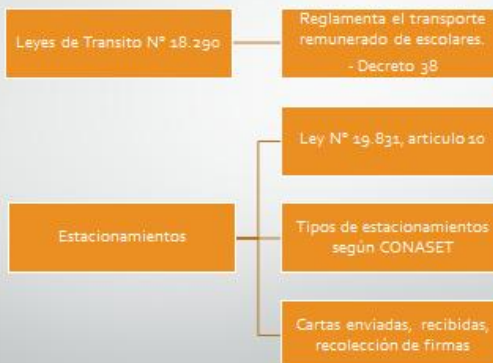 Leyes de Transito N° 18.290
Reglamenta el transporte
remunerado de escolares.
- Decreto 38
Estacionamientos
Ley N° 19.831, articulo 10
Tipos de estacionamientos
según CONASET
Cartas enviadas, recibidas,
recolección de firmas